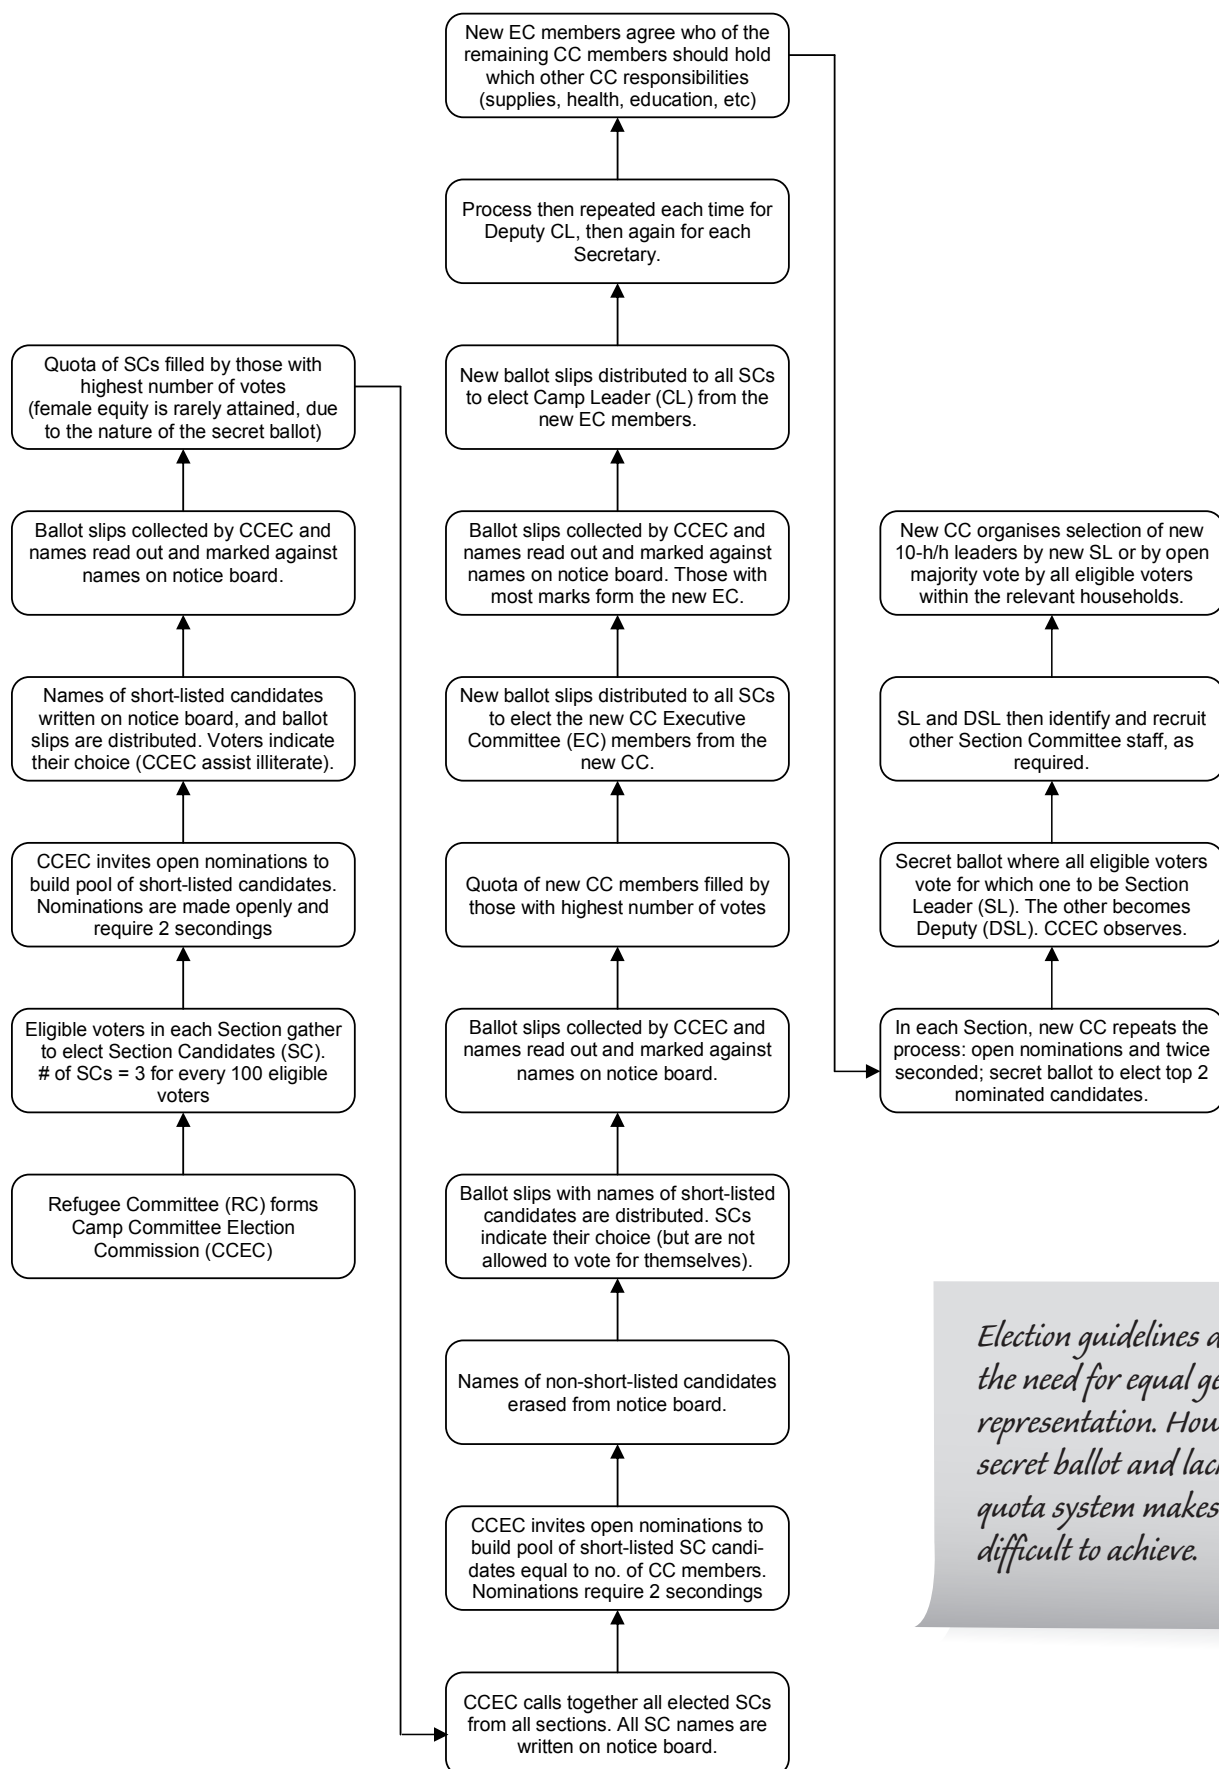 Quota of SCs filled by those with
highest number of votes
(female equity is rarely attained, due
to the nature of the secret ballot)
Ballot slips collected by CCEC and
names read out and marked against
names on notice board.
Names of short-listed candidates
written on notice board, and ballot
slips are distributed. Voters indicate
their choice (CCEC assist illiterate).
CCEC invites open nominations to
build pool of short-listed candidates.
Nominations are made openly and
require 2 secondings
Eligible voters in each Section gather
to elect Section Candidates (SC).
# of SCs = 3 for every 100 eligible
voters
Refugee Committee (RC) forms
Camp Committee Election
Commission (CCEC)
New EC members agree who of the
remaining CC members should hold
which other CC responsibilities
(supplies, health, education, etc)
Process then repeated each time for
Deputy CL, then again for each
Secretary.
New ballot slips distributed to all SCs
to elect Camp Leader (CL) from the
new EC members.
Ballot slips collected by CCEC and
names read out and marked against
names on notice board. Those with
most marks form the new EC.
New ballot slips distributed to all SCs
to elect the new CC Executive
Committee (EC) members from the
new CC.
Quota of new CC members filled by
those with highest number of votes
Ballot slips collected by CCEC and
names read out and marked against
names on notice board.
Ballot slips with names of short-listed
candidates are distributed. SCs
indicate their choice (but are not
allowed to vote for themselves).
Names of non-short-listed candidates
erased from notice board.
CCEC invites open nominations to
build pool of short-listed SC candi-
dates equal to no. of CC members.
Nominations require 2 secondings
CCEC calls together all elected SCs
from all sections. All SC names are
written on notice board.
New CC organises selection of new
10-h/h leaders by new SL or by open
majority vote by all eligible voters
within the relevant households.
SL and DSL then identify and recruit
other Section Committee staff, as
required.
Secret ballot where all eligible voters
vote for which one to be Section
Leader (SL). The other becomes
Deputy (DSL). CCEC observes.
In each Section, new CC repeats the
process: open nominations and twice
seconded; secret ballot to elect top 2
nominated candidates.
Election guidelines
the need for equal
representation.
secret ballot and
quota system makes
difficult to achieve.